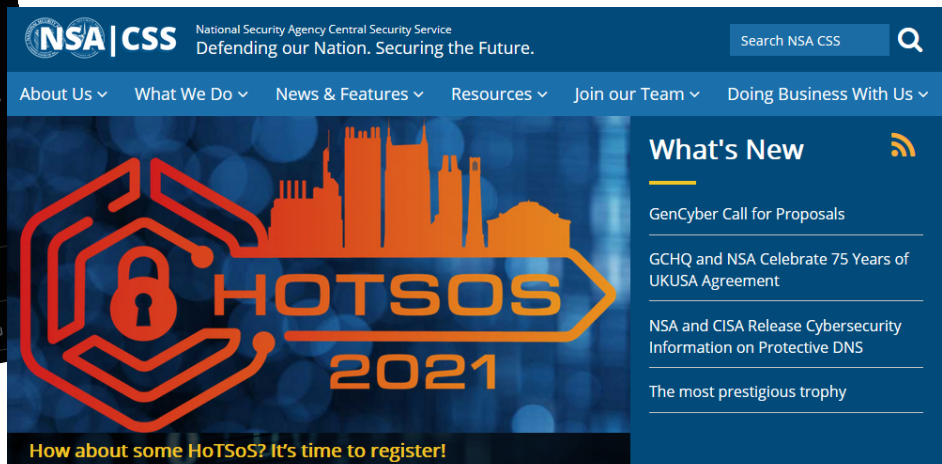 NSA | CSS
National Security Agency Central Security Service
Defending our Nation. Securing the Future.
Search NSA CSS
About Us What We Do News & Features Resources Join our Team Doing Business With Us
HOTSOS
2021
How about some HoTSoS? It's time to register!
What's New
GenCyber Call for Proposals
GCHQ and NSA Celebrate 75 Years of
UKUSA Agreement
NSA and CISA Release Cybersecurity
Information on Protective DNS
The most prestigious trophy